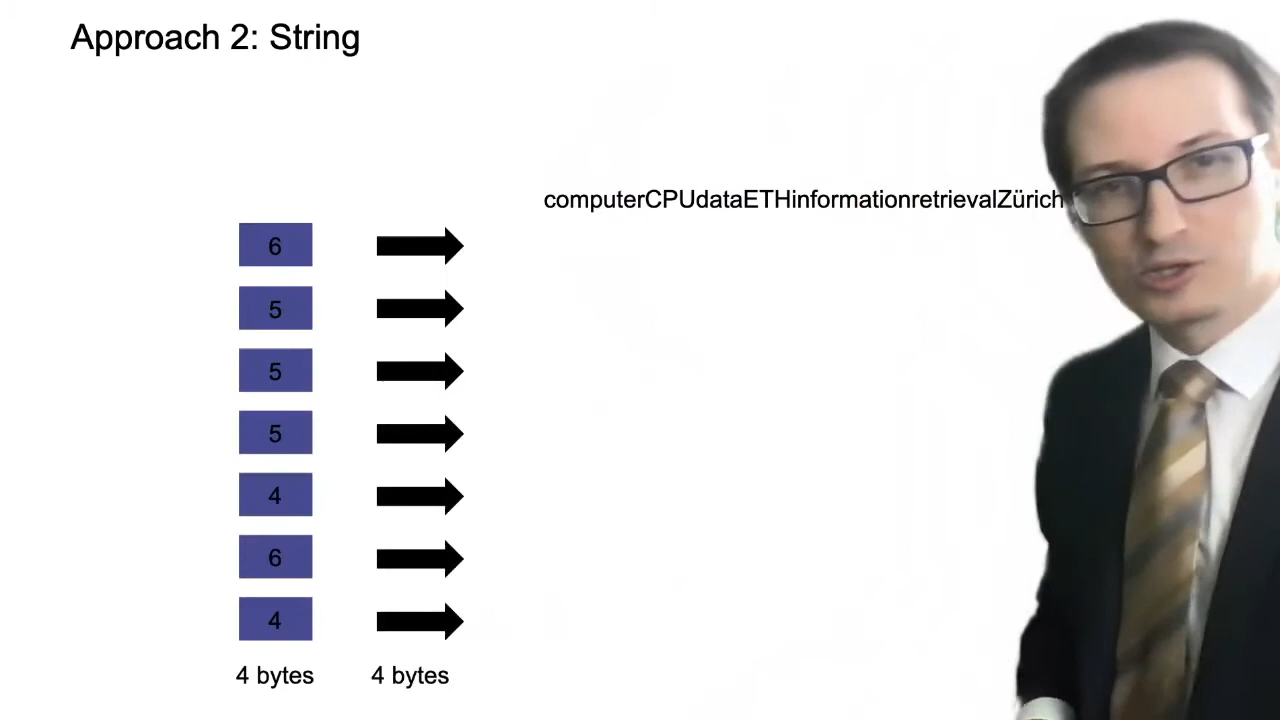 Approach 2: String
computerCPUdataETHinformationretrievalZürich
6
5
5
5
4
6
4
4 bytes 4 bytes